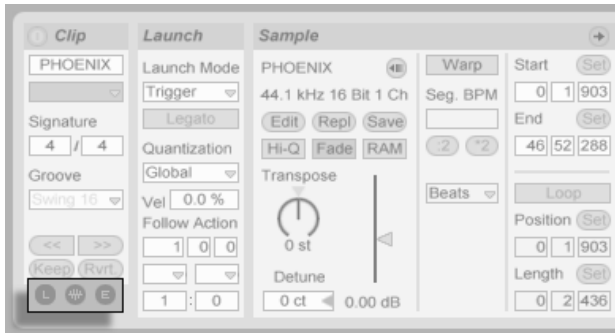 Clip
PHOENIX
Signature
4 / 4
Groove
Swing 16
<< >>
Keep Rvrt.
L E
Launch
Launch Mode
Trigger
Legato
Quantization
Global
Vel 0.0 %
Follow Action
1 0 0
1 : 0
Sample
PHOENIX
44.1 kHz 16 Bit 1 Ch
Edit Repl Save
Hi-Q Fade RAM
Transpose
0 st
Detune
0 ct 0.00 dB
Warp
Seg. BPM
:2 *2
Beats
Start Set
0 1 903
End Set
46 52 288
Loop
Position Set
0 1 903
Length Set
0 2 436